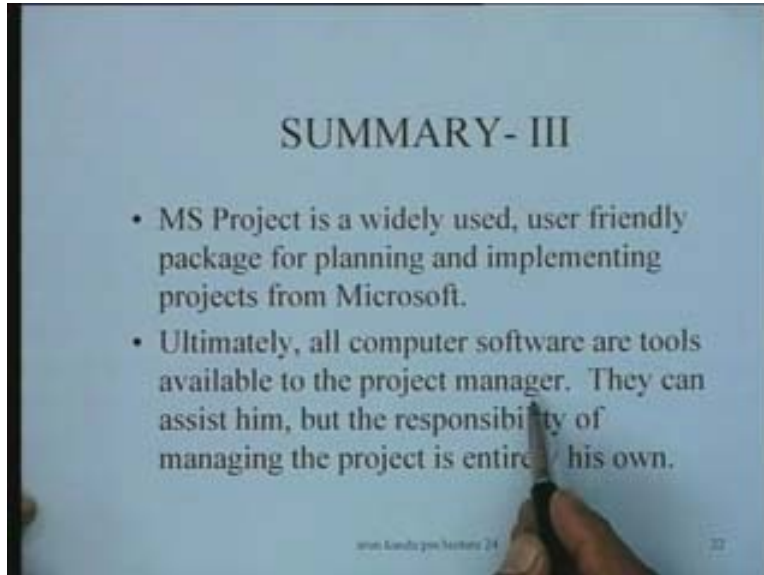 SUMMARY- III
• MS Project is a widely used, user friendly
package for planning and implementing
projects from Microsoft.
• Ultimately, all computer software are tools
available to the project manager. They can
assist him, but the responsibility of
managing the project is entirely his own.
lecture 24